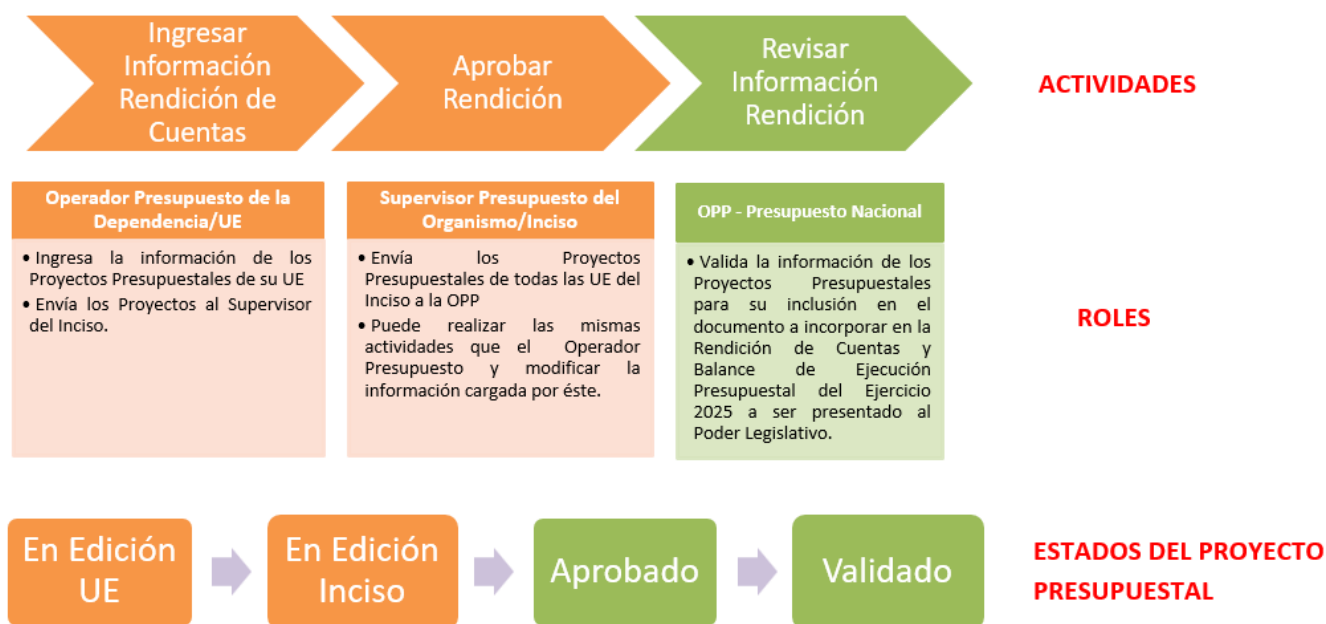 Ingresar
Información
Rendición de
Cuentas
Aprobar
Rendición
Revisar
Información
Rendición
ACTIVIDADES
Operador Presupuesto de la
Dependencia/UE
• Ingresa la información de los
Proyectos Presupuestales de su UE
• Envía los Proyectos al Supervisor
del Inciso.
Supervisor Presupuesto del
Organismo/Inciso
• Envía los Proyectos
Presupuestales de todas las UE del
Inciso a la OPP
• Puede realizar las mismas
actividades que el Operador
Presupuesto y modificar la
información cargada por éste.
OPP - Presupuesto Nacional
• Valida la información de los
Proyectos Presupuestales
para su inclusión en el
documento a incorporar en la
Rendición de Cuentas y
Balance de Ejecución
Presupuestal del Ejercicio
2025 a ser presentado al
Poder Legislativo.
ROLES
En Edición
UE
En Edición
Inciso
Aprobado
Validado
ESTADOS DEL PROYECTO
PRESUPUESTAL